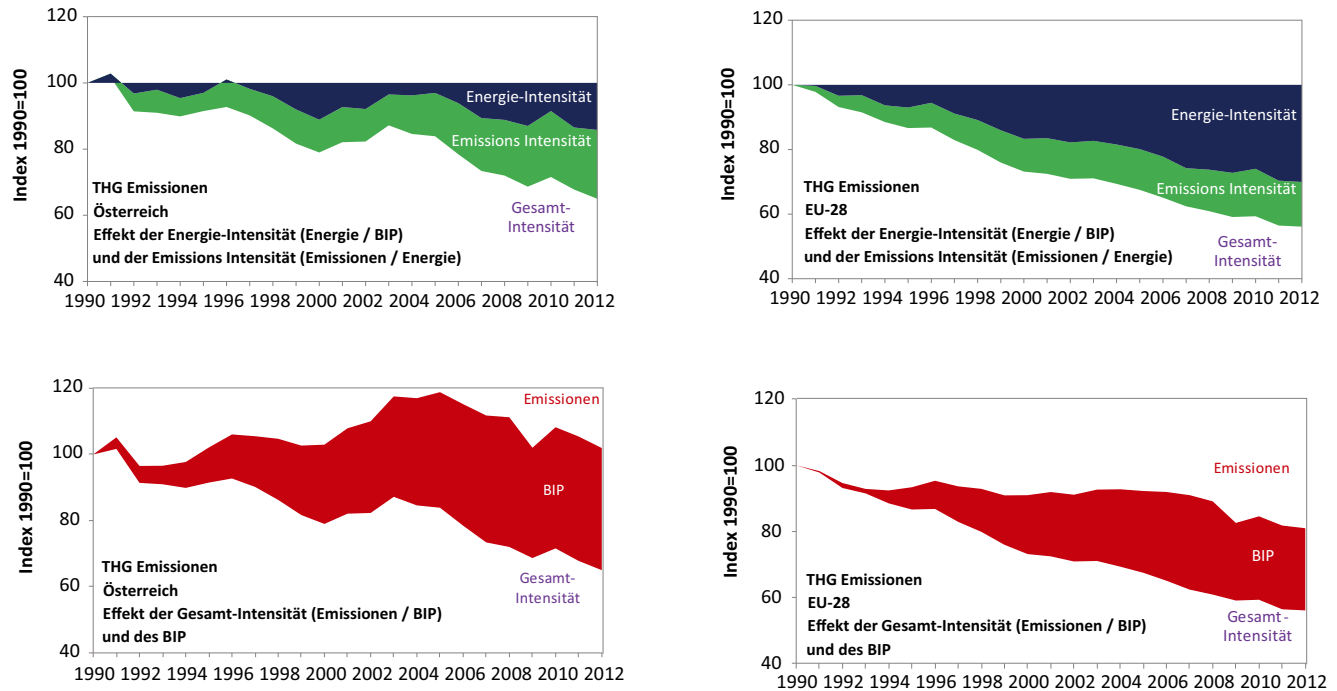 Index 1990=100
120
100
80
60
40
Energie-Intensität
Emissions Intensität
Gesamt-
Intensität
THG Emissionen
Österreich
Effekt der Energie-Intensität (Energie / BIP)
und der Emissions Intensität (Emissionen / Energie)
1990 1992 1994 1996 1998 2000 2002 2004 2006 2008 2010 2012
Index 1990=100
120
100
80
60
40
Energie-Intensität
Emissions Intensität
Gesamt-
Intensität
THG Emissionen
EU-28
Effekt der Energie-Intensität (Energie / BIP)
und der Emissions Intensität (Emissionen / Energie)
1990 1992 1994 1996 1998 2000 2002 2004 2006 2008 2010 2012
Index 1990=100
120
100
80
60
40
Emissionen
BIP
Gesamt-
Intensität
THG Emissionen
Österreich
Effekt der Gesamt-Intensität (Emissionen / BIP)
und des BIP
1990 1992 1994 1996 1998 2000 2002 2004 2006 2008 2010 2012
Index 1990=100
120
100
80
60
40
Emissionen
BIP
Gesamt-
Intensität
THG Emissionen
EU-28
Effekt der Gesamt-Intensität (Emissionen / BIP)
und des BIP
1990 1992 1994 1996 1998 2000 2002 2004 2006 2008 2010 2012